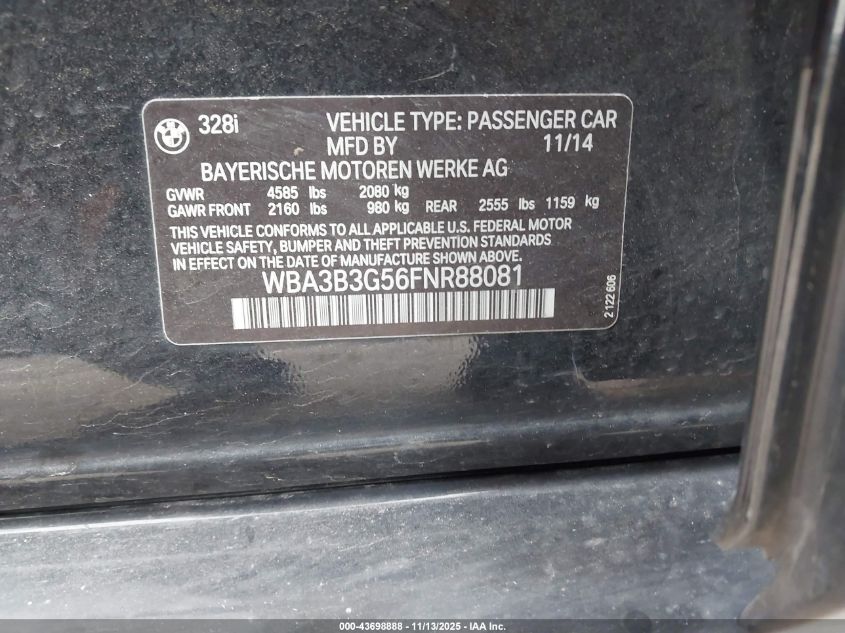 BMW
328i VEHICLE TYPE: PASSENGER CAR
MFD BY 11/14
BAYERISCHE MOTOREN WERKE AG
GVWR 4585 lbs 2080 kg
GAWR FRONT 2160 lbs 980 kg REAR 2555 lbs 1159 kg
THIS VEHICLE CONFORMS TO ALL APPLICABLE U.S. FEDERAL MOTOR
VEHICLE SAFETY, BUMPER AND THEFT PREVENTION STANDARDS
IN EFFECT ON THE DATE OF MANUFACTURE SHOWN ABOVE.
WBA3B3G56FNR88081
2 122 606
000-43698888 - 11/13/2025 - IAA Inc.